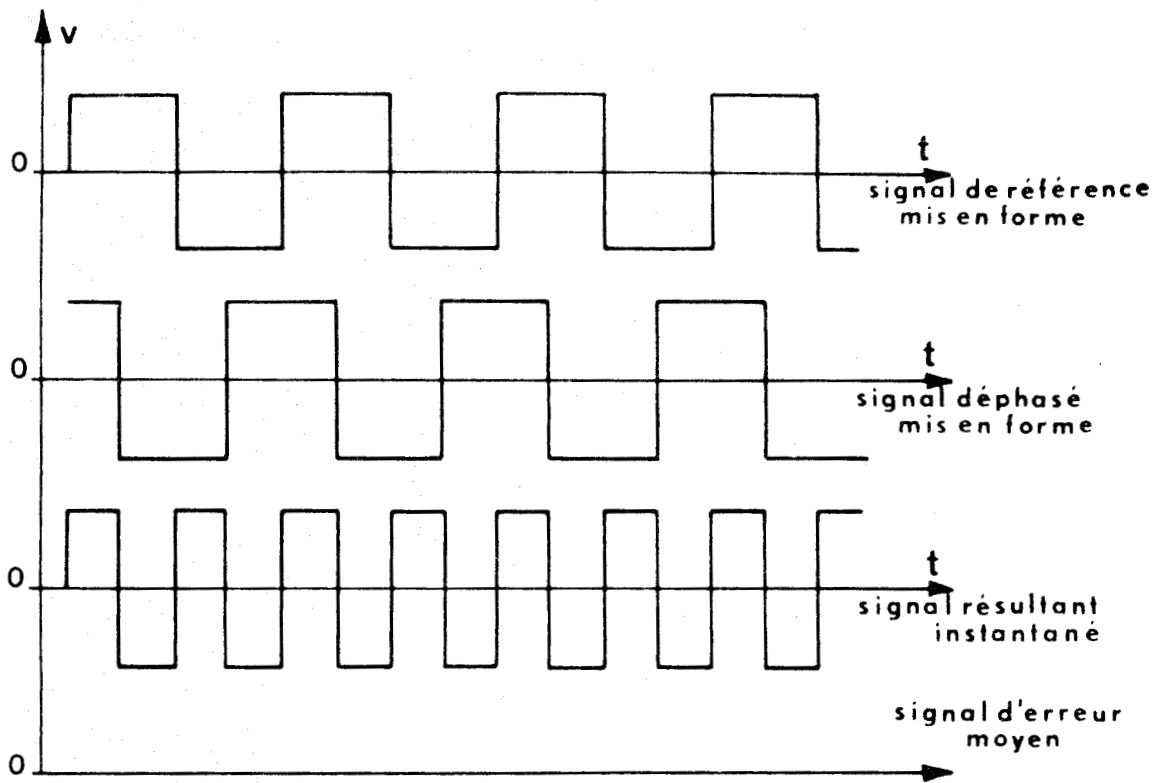 v
0
t
signal de référence
mis en forme
0
t
signal déphasé
mis en forme
0
t
signal résultant
instantané
signal d'erreur
moyen
0